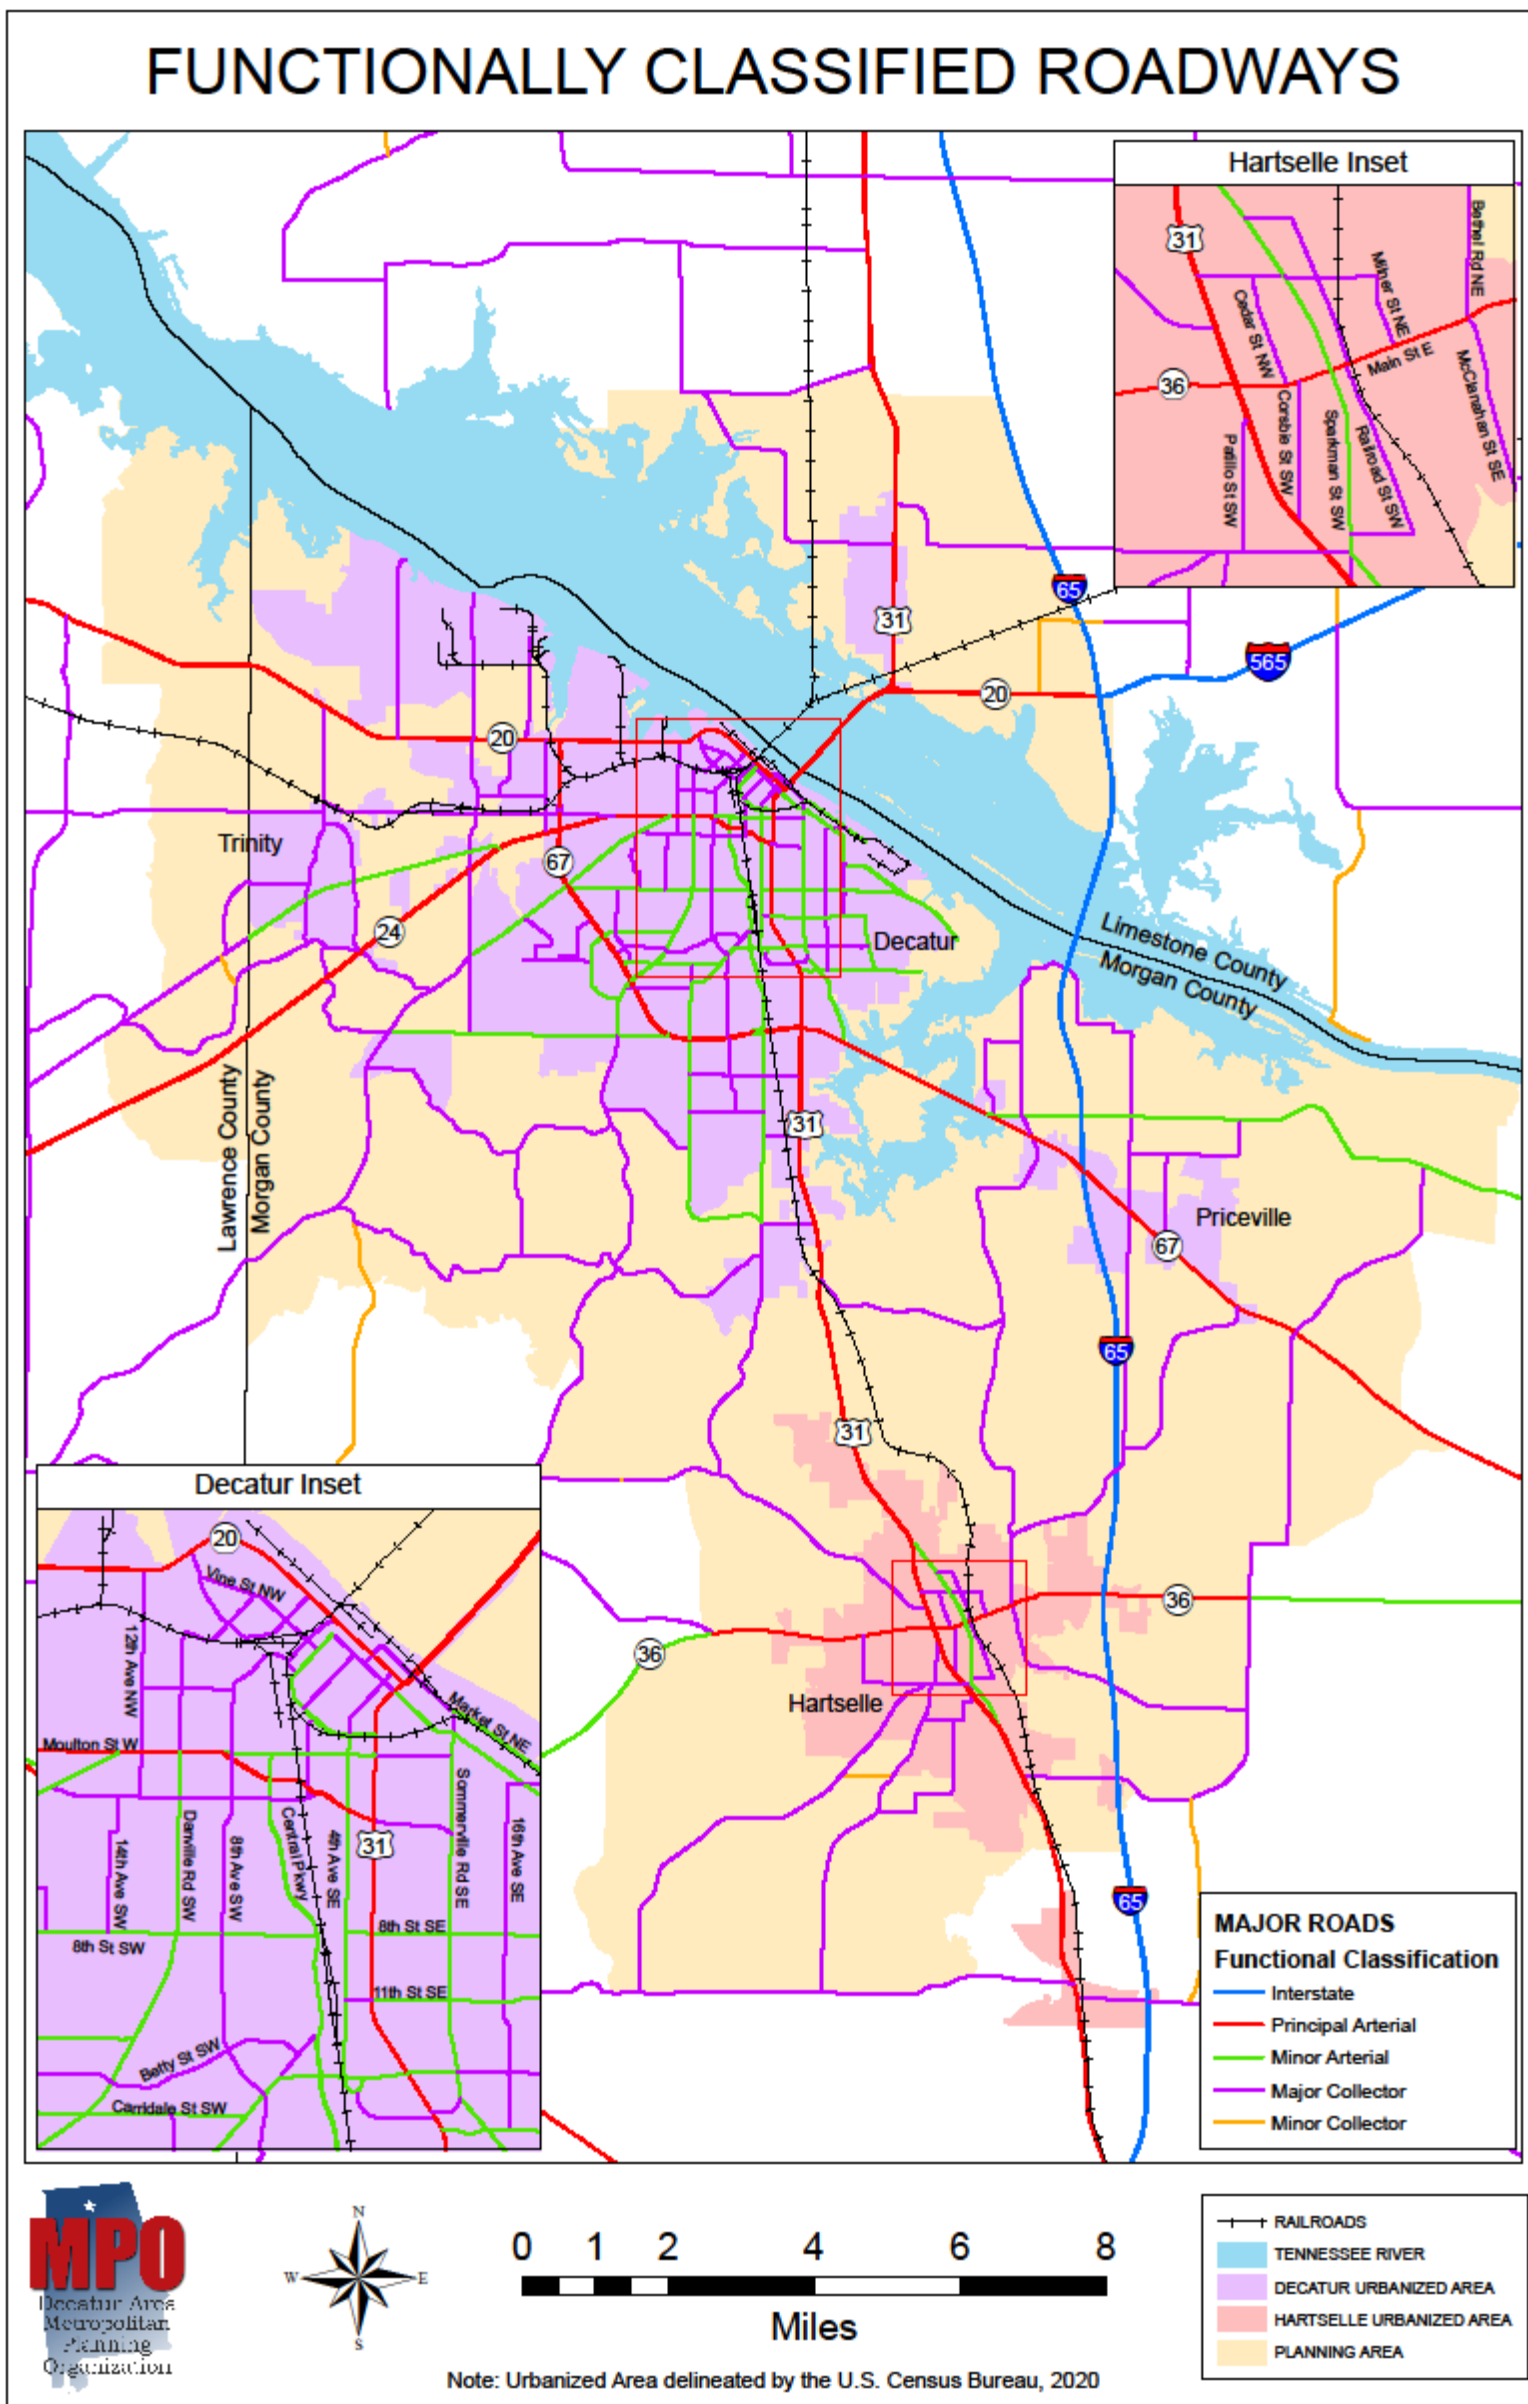 FUNCTIONALLY CLASSIFIED ROADWAYS
Hartselle Inset
31
36
Cedar St NW
Milner St NE
Bethel Rd NE
Main St E
McClanahan St SE
Corsbie St SW
Patillo St SW
Sparkman St SW
Railroad St SW
65
31
565
20
20
Trinity
67
24
Decatur
Limestone County
Morgan County
Lawrence County
Morgan County
31
Priceville
67
65
31
36
36
Hartselle
65
Decatur Inset
20
Vine St NW
12th Ave NW
Market St NE
Moulton St W
14th Ave SW
Danville Rd SW
8th Ave SW
Central Pkwy
4th Ave SE
31
Sommerville Rd SE
16th Ave SE
8th St SW
8th St SE
11th St SE
Betty St SW
Carridale St SW
MAJOR ROADS
Functional Classification
Interstate
Principal Arterial
Minor Arterial
Major Collector
Minor Collector
MPO
Decatur Area
Metropolitan
Planning
Organization
N
W
E
S
0 1 2 4 6 8
Miles
RAILROADS
TENNESSEE RIVER
DECATUR URBANIZED AREA
HARTSELLE URBANIZED AREA
PLANNING AREA
Note: Urbanized Area delineated by the U.S. Census Bureau, 2020